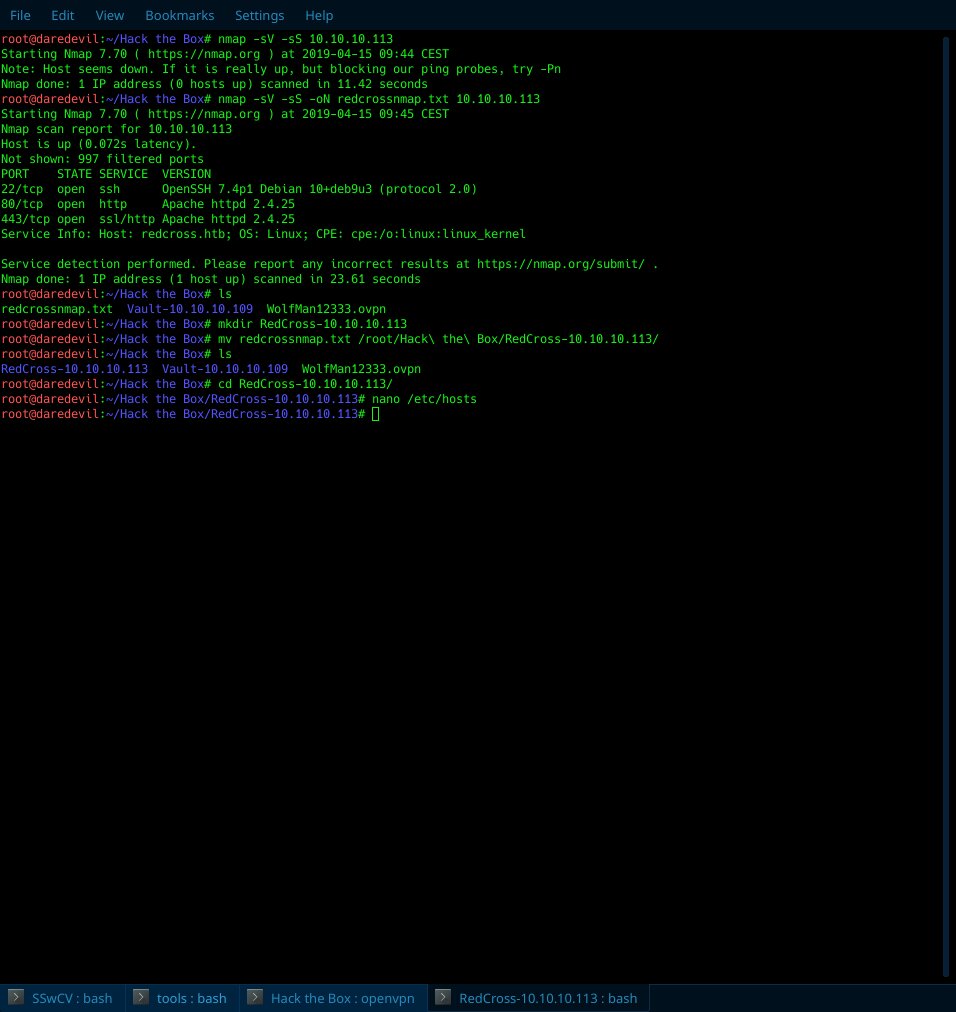 File Edit View Bookmarks Settings Help
root@daredevil:~/Hack the Box# nmap -sV -sS 10.10.10.113
Starting Nmap 7.70 ( https://nmap.org ) at 2019-04-15 09:44 CEST
Note: Host seems down. If it is really up, but blocking our ping probes, try -Pn
Nmap done: 1 IP address (0 hosts up) scanned in 11.42 seconds
root@daredevil:~/Hack the Box# nmap -sV -sS -oN redcrossnmap.txt 10.10.10.113
Starting Nmap 7.70 ( https://nmap.org ) at 2019-04-15 09:45 CEST
Nmap scan report for 10.10.10.113
Host is up (0.072s latency).
Not shown: 997 filtered ports
PORT    STATE SERVICE  VERSION
22/tcp  open  ssh      OpenSSH 7.4p1 Debian 10+deb9u3 (protocol 2.0)
80/tcp  open  http     Apache httpd 2.4.25
443/tcp open  ssl/http Apache httpd 2.4.25
Service Info: Host: redcross.htb; OS: Linux; CPE: cpe:/o:linux:linux_kernel
Service detection performed. Please report any incorrect results at https://nmap.org/submit/ .
Nmap done: 1 IP address (1 host up) scanned in 23.61 seconds
root@daredevil:~/Hack the Box# ls
redcrossnmap.txt  Vault-10.10.10.109  WolfMan12333.ovpn
root@daredevil:~/Hack the Box# mkdir RedCross-10.10.10.113
root@daredevil:~/Hack the Box# mv redcrossnmap.txt /root/Hack\ the\ Box/RedCross-10.10.10.113/
root@daredevil:~/Hack the Box# ls
RedCross-10.10.10.113  Vault-10.10.10.109  WolfMan12333.ovpn
root@daredevil:~/Hack the Box# cd RedCross-10.10.10.113/
root@daredevil:~/Hack the Box/RedCross-10.10.10.113# nano /etc/hosts
root@daredevil:~/Hack the Box/RedCross-10.10.10.113#
SSwCV : bash tools : bash Hack the Box : openvpn RedCross-10.10.10.113 : bash